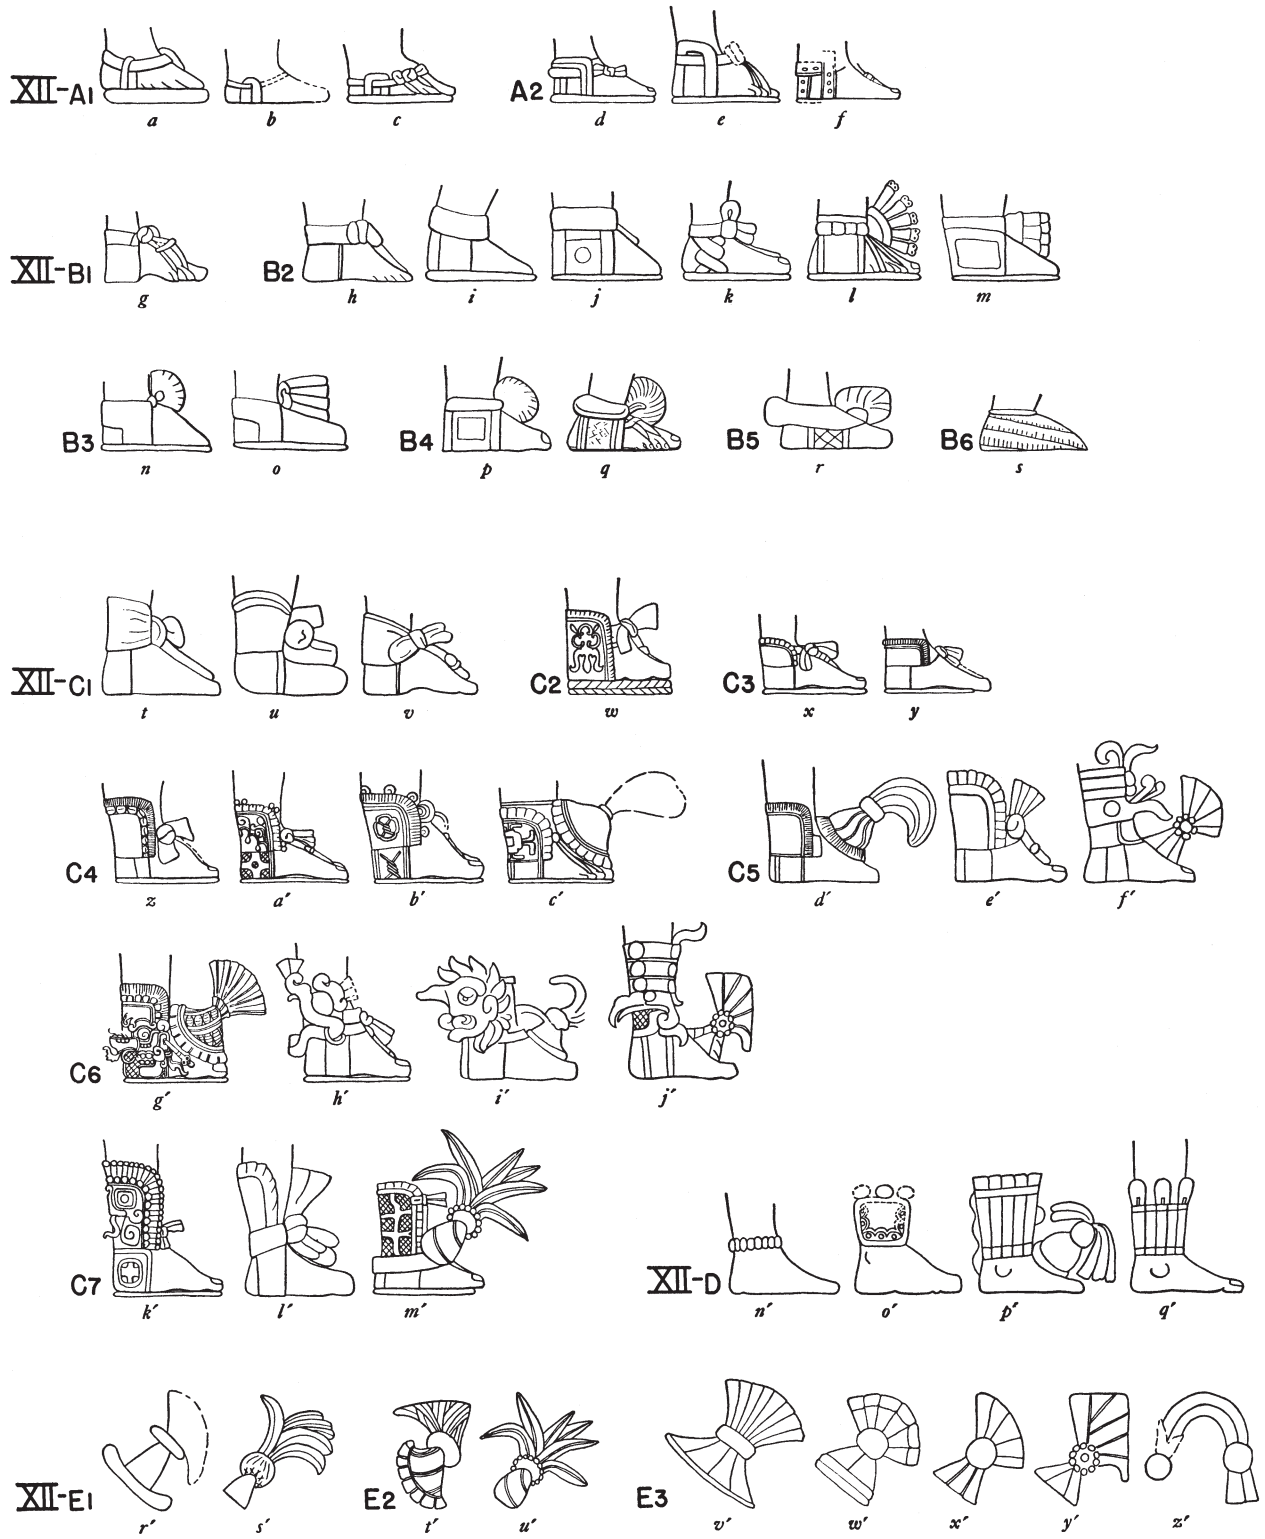 XII-A1 A2
a b c d e f
XII-B1 B2
g h i j k l m
B3 B4 B5 B6
n o p q r s
XII-C1 C2 C3
t u v w x y
C4 C5
z a′ b′ c′ d′ e′ f′
C6
g′ h′ i′ j′
C7 XII-D
k′ l′ m′ n′ o′ p′ q′
XII-E1 E2 E3
r′ s′ t′ u′ v′ w′ x′ y′ z′